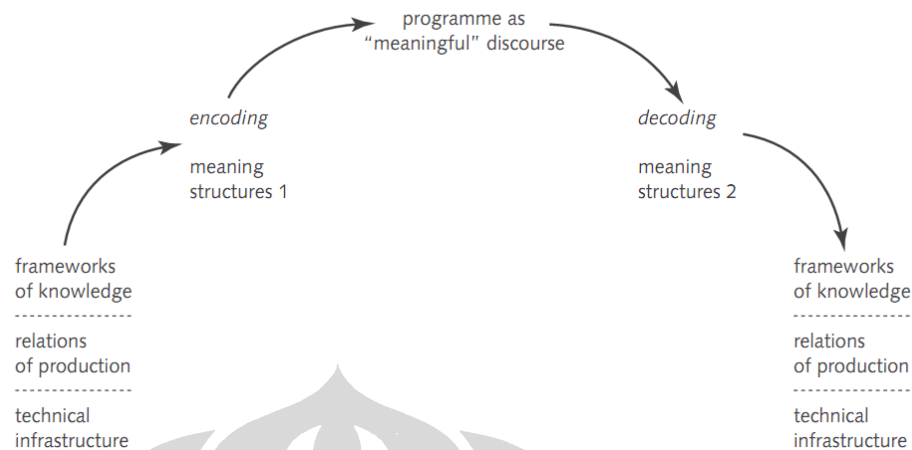 programme as
“meaningful” discourse
encoding
meaning
structures 1
decoding
meaning
structures 2
frameworks
of knowledge
relations
of production
technical
infrastructure
frameworks
of knowledge
relations
of production
technical
infrastructure